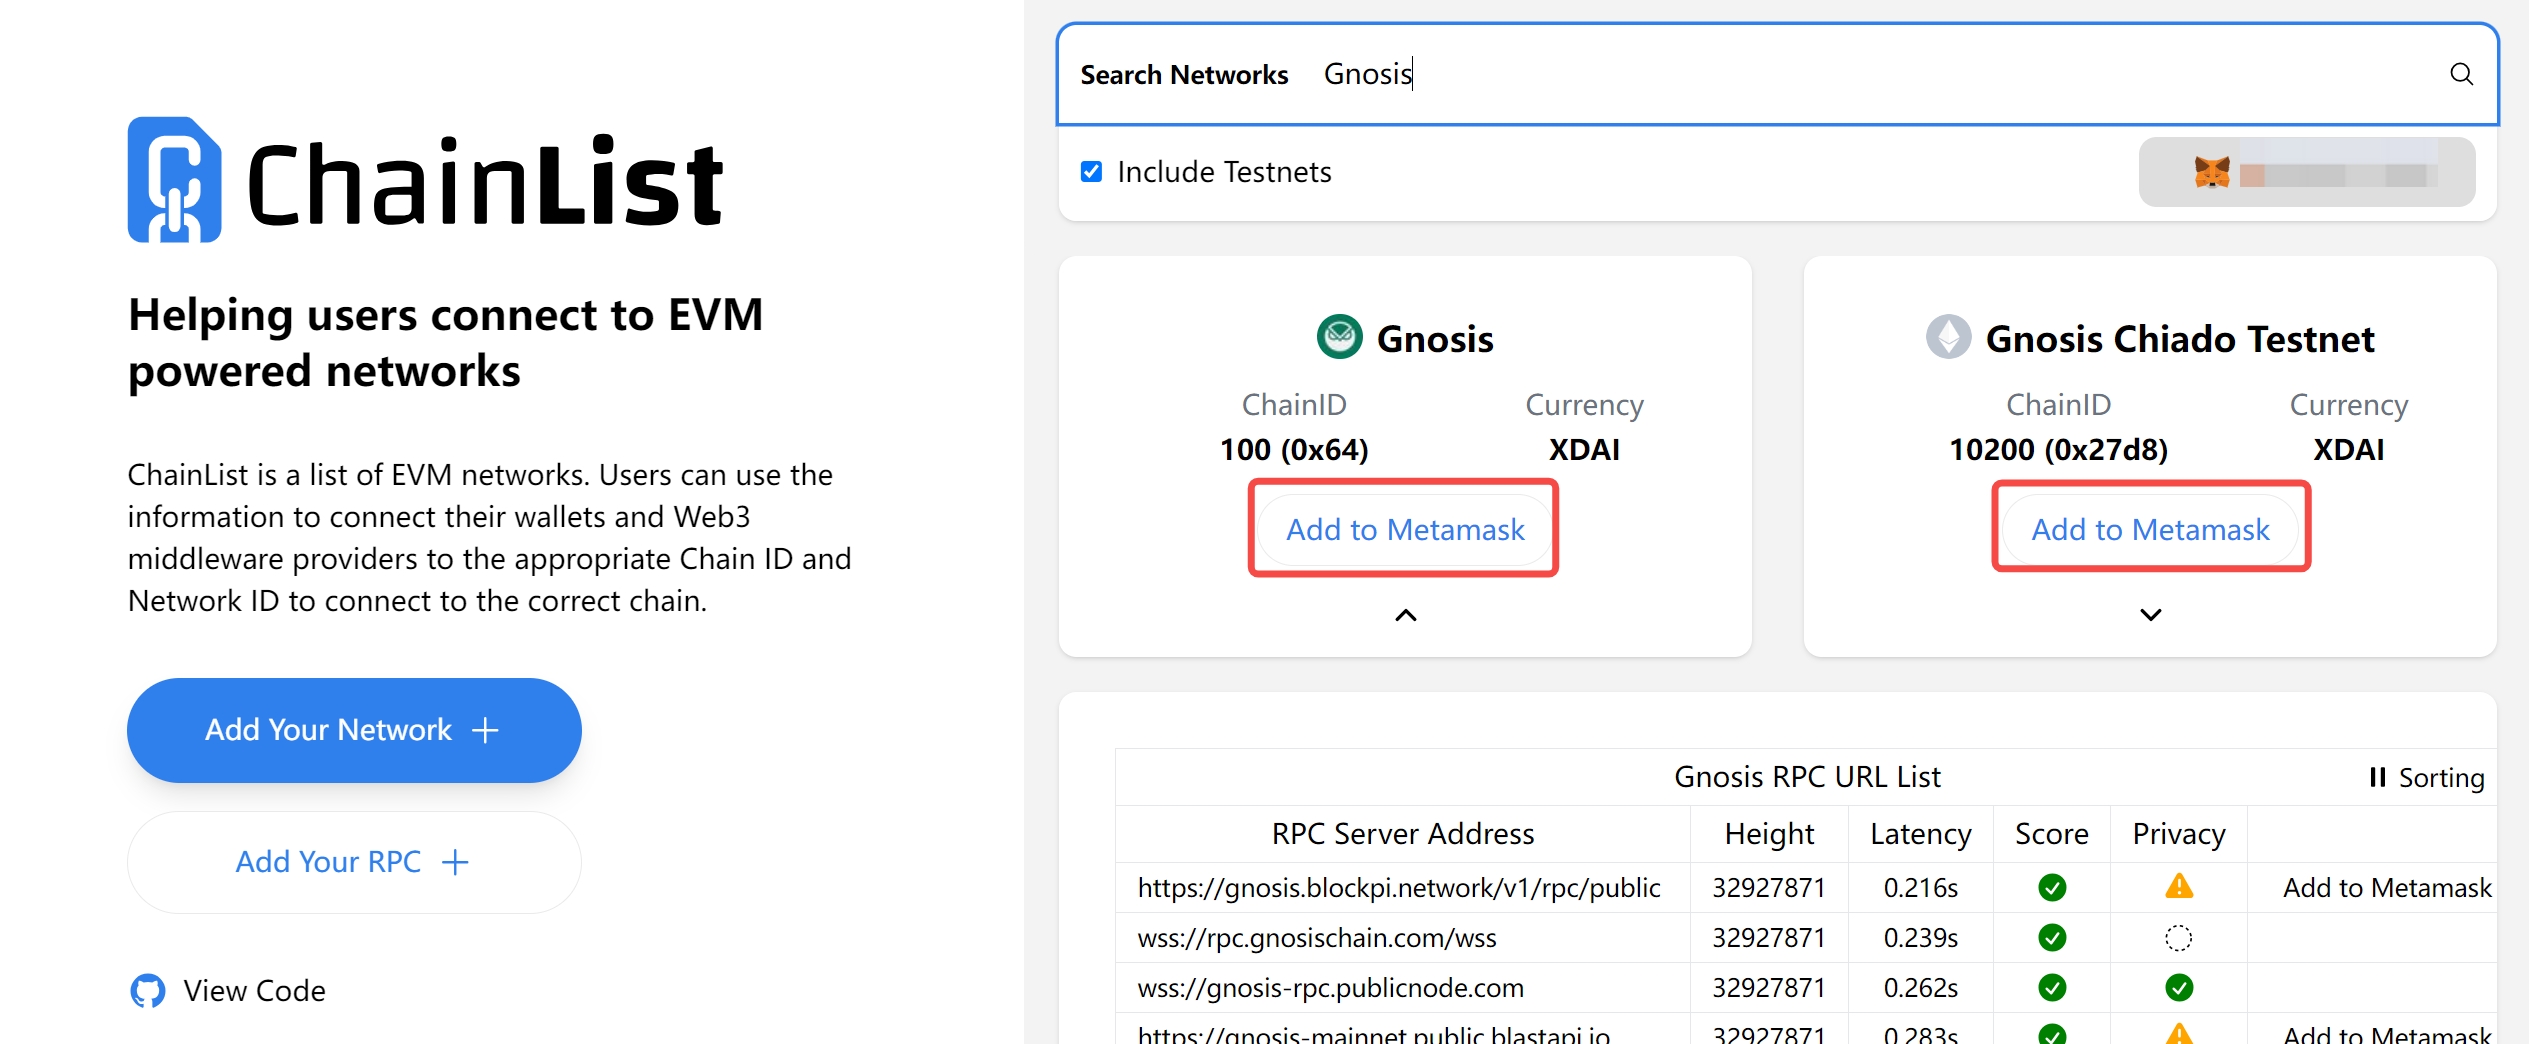 ChainList
Helping users connect to EVM
powered networks
ChainList is a list of EVM networks. Users can use the
information to connect their wallets and Web3
middleware providers to the appropriate Chain ID and
Network ID to connect to the correct chain.
Add Your Network
Add Your RPC
View Code
Search Networks Gnosis
Include Testnets
Gnosis
ChainID Currency
100 (0x64) XDAI
Add to Metamask
Gnosis Chiado Testnet
ChainID Currency
10200 (0x27d8) XDAI
Add to Metamask
Gnosis RPC URL List Sorting
RPC Server Address Height Latency Score Privacy
https://gnosis.blockpi.network/v1/rpc/public 32927871 0.216s Add to Metamask
wss://rpc.gnosischain.com/wss 32927871 0.239s
wss://gnosis-rpc.publicnode.com 32927871 0.262s
https://gnosis-mainnet.public.blastapi.io 32927871 0.283s Add to Metamask